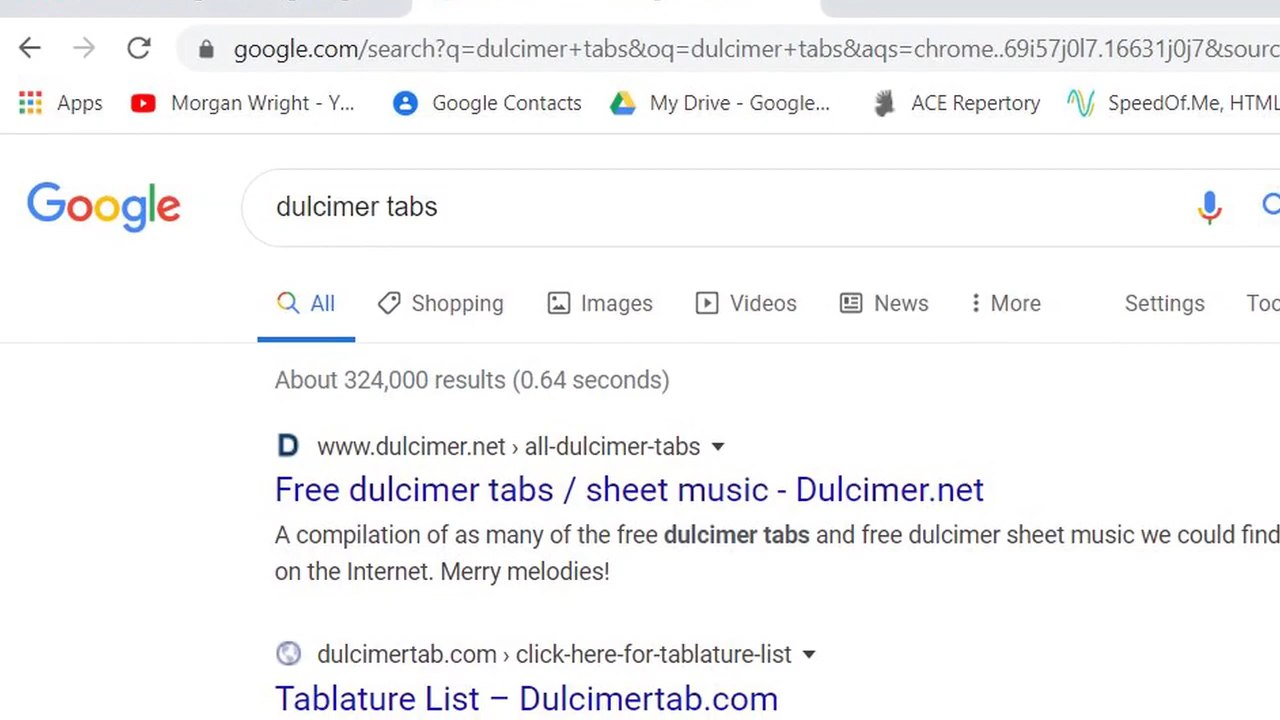 google.com/search?q=dulcimer+tabs&oq=dulcimer+tabs&aqs=chrome..69i57j0l7.16631j0j7&sourc
Apps Morgan Wright - Y... Google Contacts My Drive - Google... ACE Repertory SpeedOf.Me, HTML
Google dulcimer tabs
All Shopping Images Videos News More Settings Too
About 324,000 results (0.64 seconds)
D www.dulcimer.net › all-dulcimer-tabs
Free dulcimer tabs / sheet music - Dulcimer.net
A compilation of as many of the free dulcimer tabs and free dulcimer sheet music we could find
on the Internet. Merry melodies!
dulcimertab.com › click-here-for-tablature-list
Tablature List – Dulcimertab.com